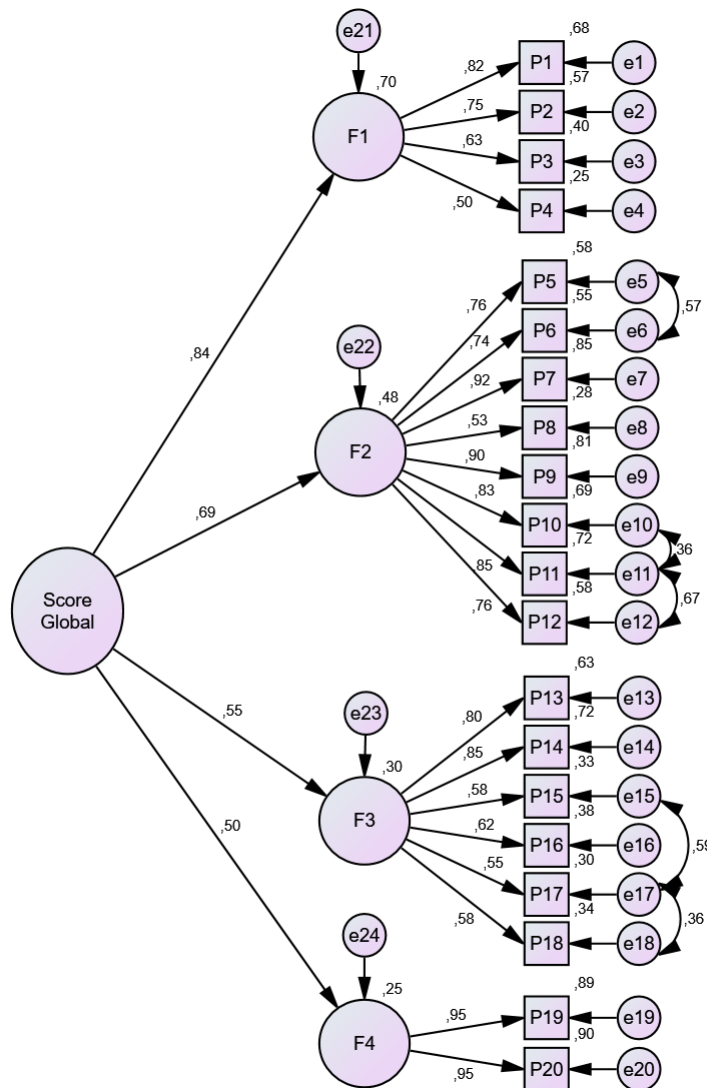 e21
,68
,70
,82
P1
e1
,57
,75
P2
e2
F1
,40
,63
P3
e3
,25
,50
P4
e4
,58
,76
P5
e5
,55
,57
,74
P6
e6
e22
,85
,84
,92
P7
e7
,48
,28
,53
P8
e8
,81
F2
,90
P9
e9
,69
,83
P10
e10
,69
,72
,36
,85
P11
e11
,58
,67
,76
P12
e12
Score
Global
,63
,80
P13
e13
e23
,72
,55
,85
P14
e14
,30
,33
,58
P15
e15
,38
F3
,62
P16
e16
,59
,30
,50
,55
P17
e17
,34
,36
,58
P18
e18
e24
,89
,25
,95
P19
e19
,90
F4
,95
P20
e20